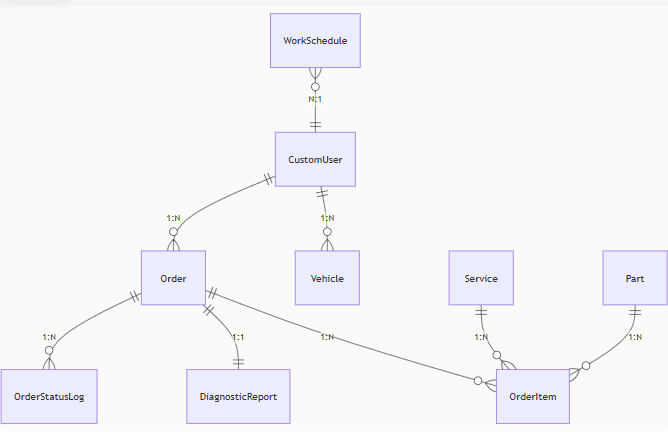 WorkSchedule
N:1
CustomUser
1:N
1:N
Order
Vehicle
Service
Part
1:N
1:1
1:N
1:N
1:N
OrderStatusLog
DiagnosticReport
OrderItem